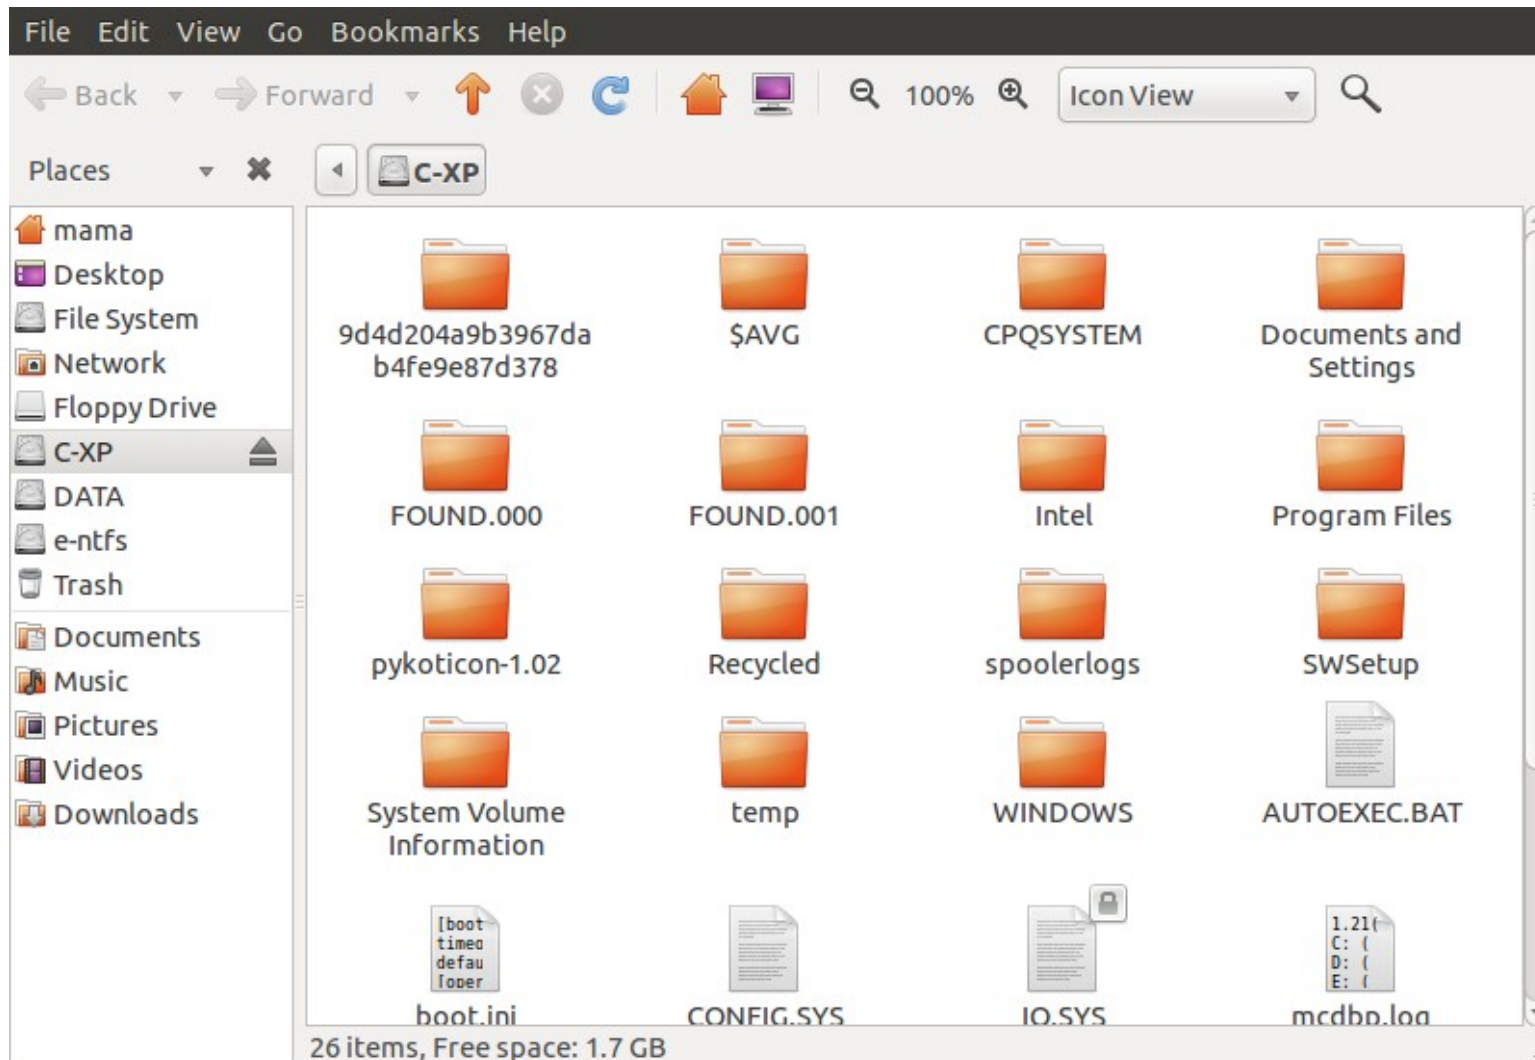 File Edit View Go Bookmarks Help
Back Forward 100% Icon View
Places C-XP
mama
Desktop
File System
Network
Floppy Drive
C-XP
DATA
e-ntfs
Trash
Documents
Music
Pictures
Videos
Downloads
9d4d204a9b3967da
b4fe9e87d378
$AVG
CPQSYSTEM
Documents and
Settings
FOUND.000
FOUND.001
Intel
Program Files
pykoticon-1.02
Recycled
spoolerlogs
SWSetup
System Volume
Information
temp
WINDOWS
AUTOEXEC.BAT
[boot
timeo
defau
[oper
boot.ini
CONFIG.SYS
IO.SYS
1.21(
C: (
D: (
E: (
mcdbp.log
26 items, Free space: 1.7 GB